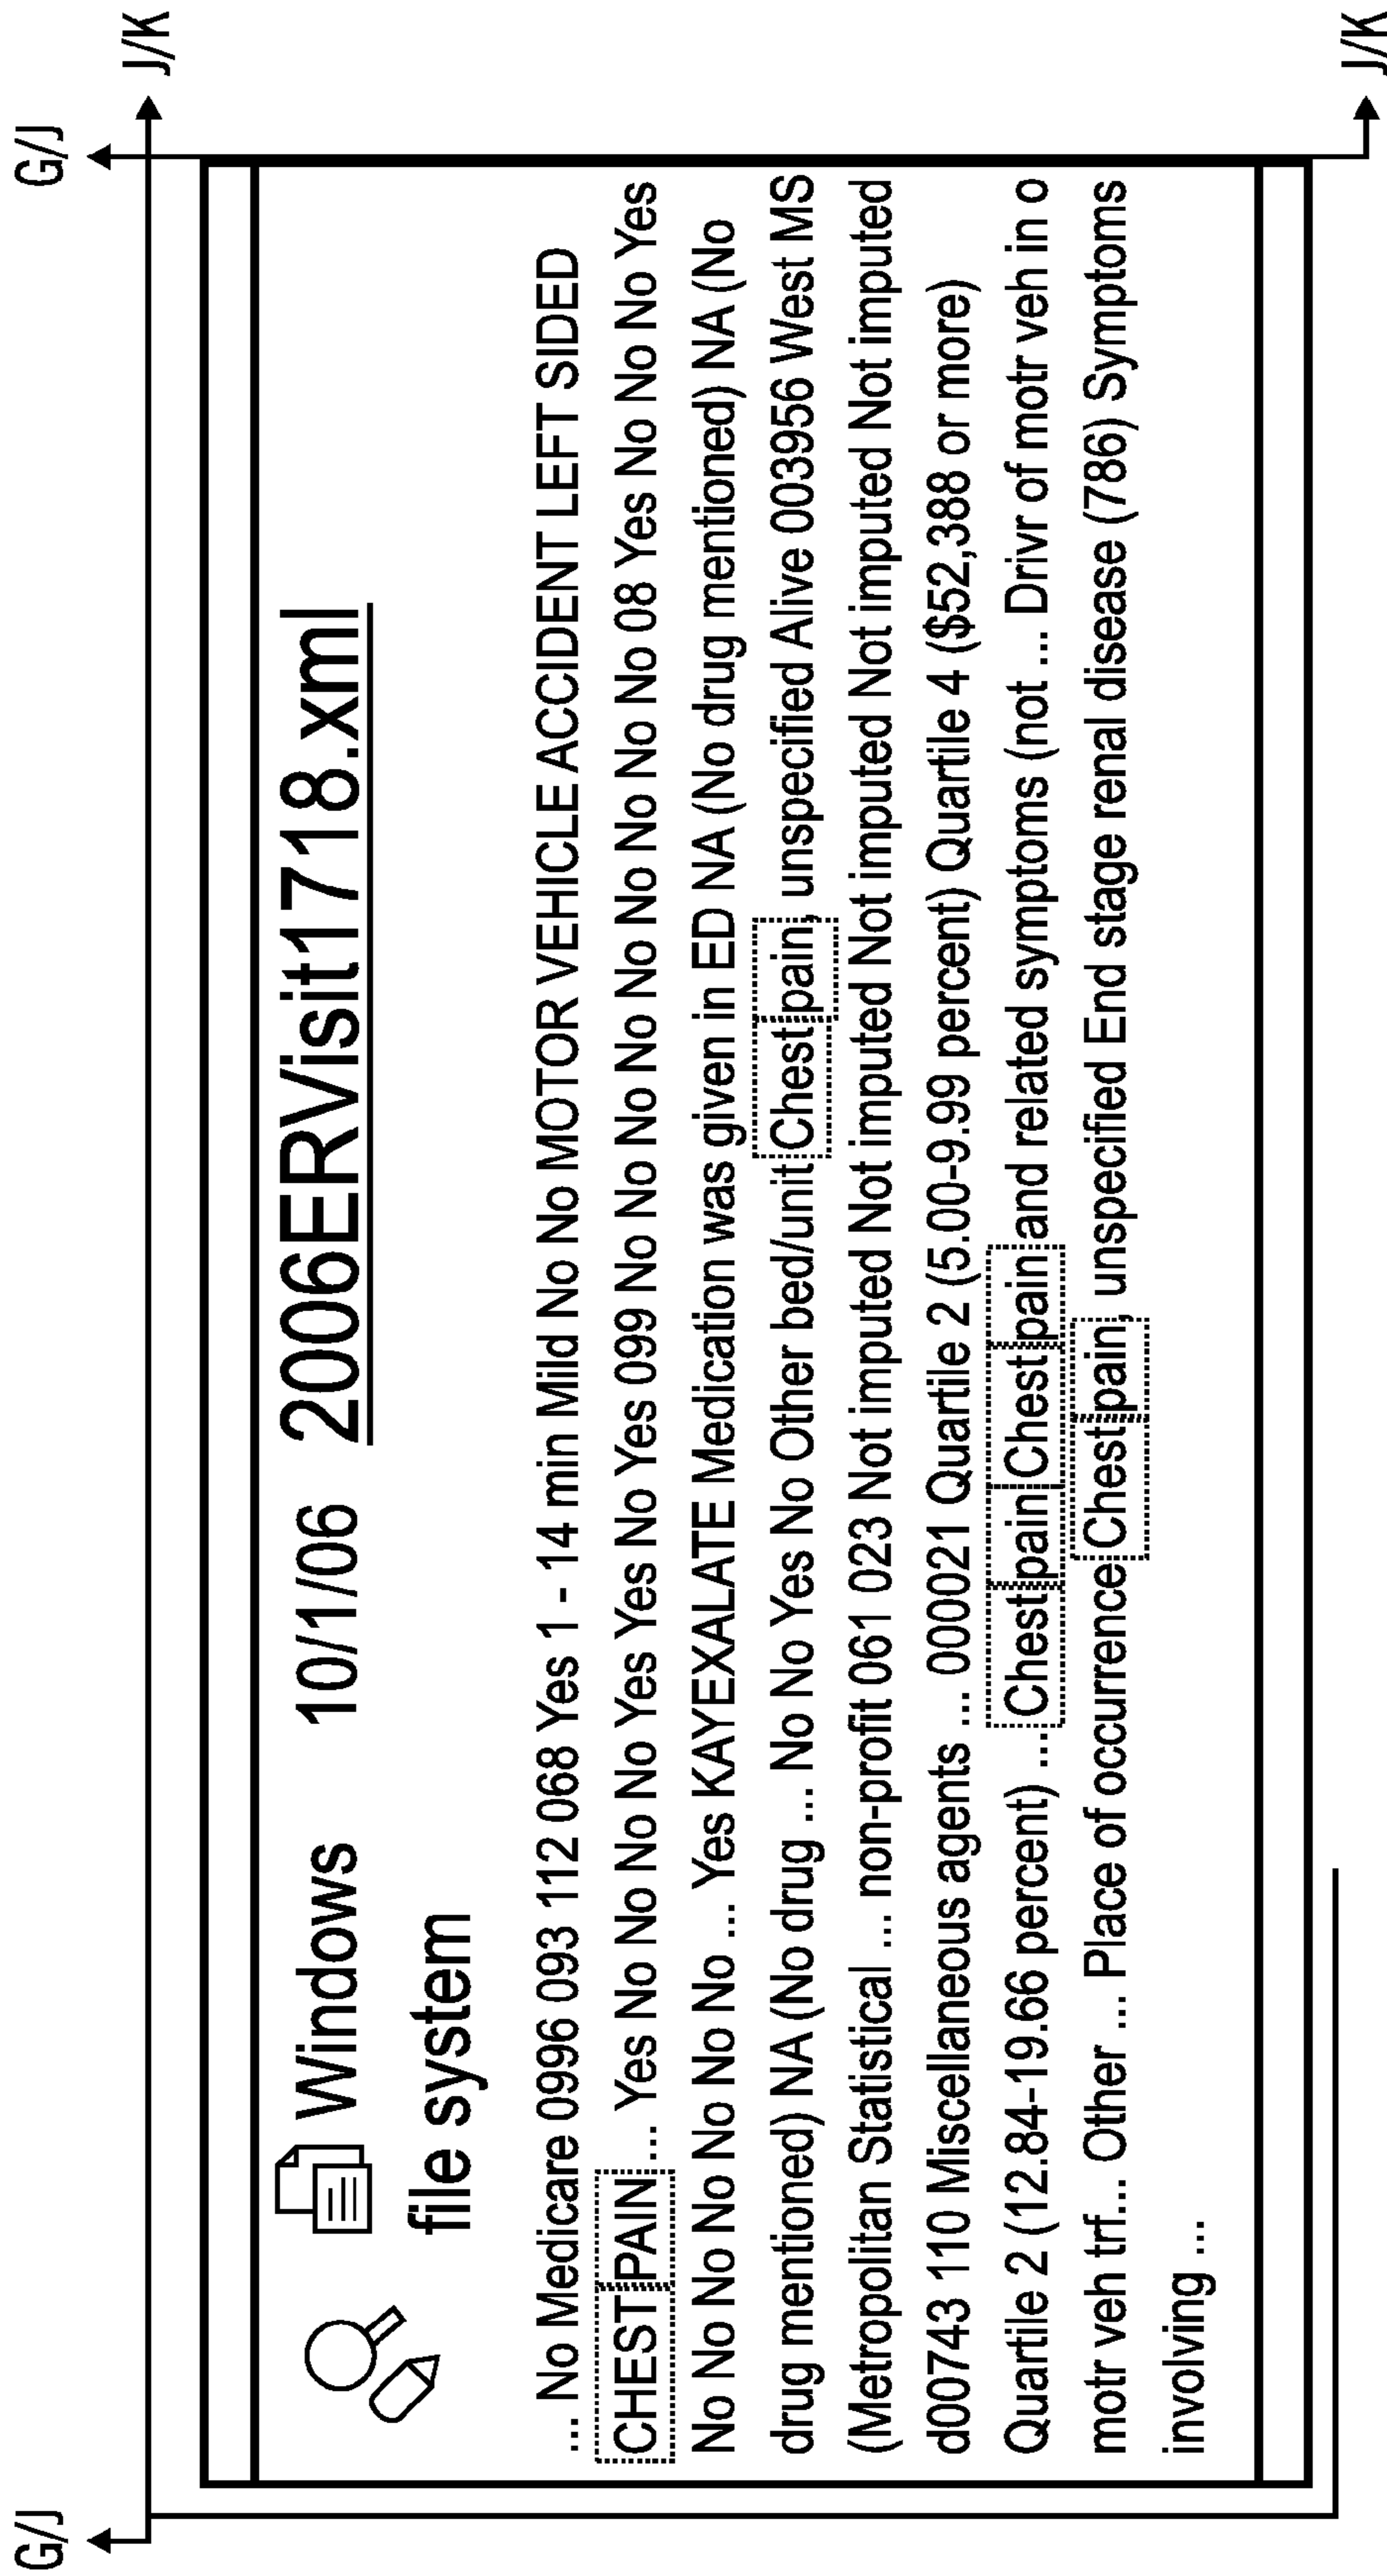 G/J
G/J
J/K
Windows 10/1/06 2006ERVisit1718.xml
file system
... No Medicare 0996 093 112 068 Yes 1 - 14 min Mild No No MOTOR VEHICLE ACCIDENT LEFT SIDED
CHEST PAIN ... Yes No No No No No Yes Yes No Yes 099 No No No No No No No No 08 Yes No No No No Yes
No No No No No No No ... Yes KAYEXALATE Medication was given in ED NA (No drug mentioned) NA (No
drug mentioned) NA (No drug ... No No Yes No Other bed/unit Chest pain, unspecified Alive 003956 West MS
(Metropolitan Statistical ... non-profit 061 023 Not imputed Not imputed Not imputed Not imputed Not imputed
d00743 110 Miscellaneous agents ... 000021 Quartile 2 (5.00-9.99 percent) Quartile 4 ($52,388 or more)
Quartile 2 (12.84-19.66 percent) ... Chest pain Chest pain and related symptoms (not ... Drivr of motr veh in o
motr veh trf... Other ... Place of occurrence Chest pain, unspecified End stage renal disease (786) Symptoms
involving ...
J/K